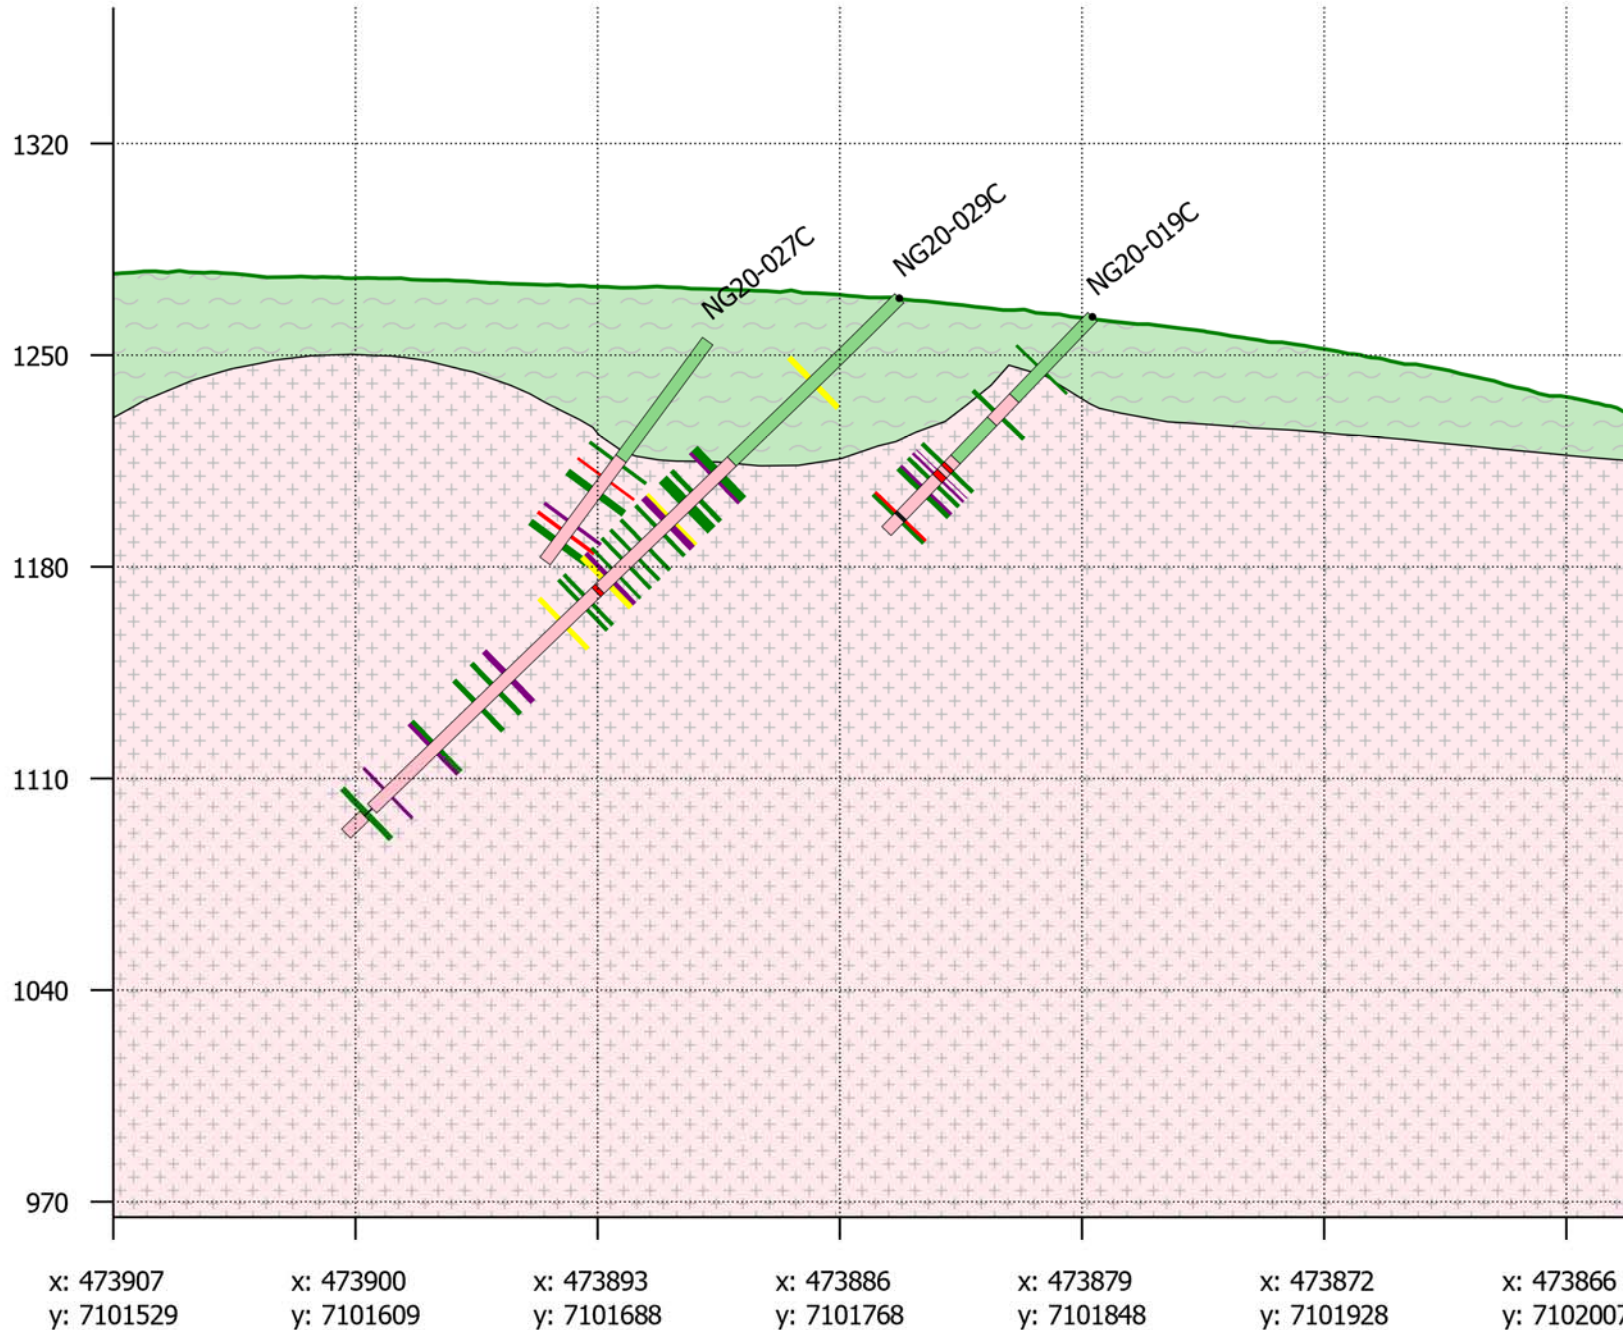 1320
NG20-027C
NG20-029C
NG20-019C
1250
1180
1110
1040
970
x: 473907
y: 7101529
x: 473900
y: 7101609
x: 473893
y: 7101688
x: 473886
y: 7101768
x: 473879
y: 7101848
x: 473872
y: 7101928
x: 473866
y: 7102007